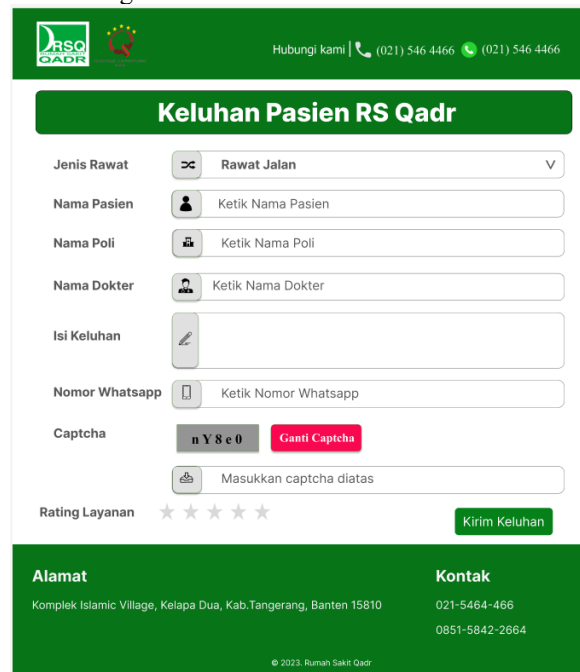 RSQ
QADR
Hubungi kami | (021) 546 4466 (021) 546 4466
Keluhan Pasien RS Qadr
Jenis Rawat Rawat Jalan
Nama Pasien Ketik Nama Pasien
Nama Poli Ketik Nama Poli
Nama Dokter Ketik Nama Dokter
Isi Keluhan
Nomor Whatsapp Ketik Nomor Whatsapp
Captcha n Y 8 e 0 Ganti Captcha
Masukkan captcha diatas
Rating Layanan
Kirim Keluhan
Alamat Kontak
Komplek Islamic Village, Kelapa Dua, Kab.Tangerang, Banten 15810 021-5464-466
0851-5842-2664
© 2023. Rumah Sakit Qadr